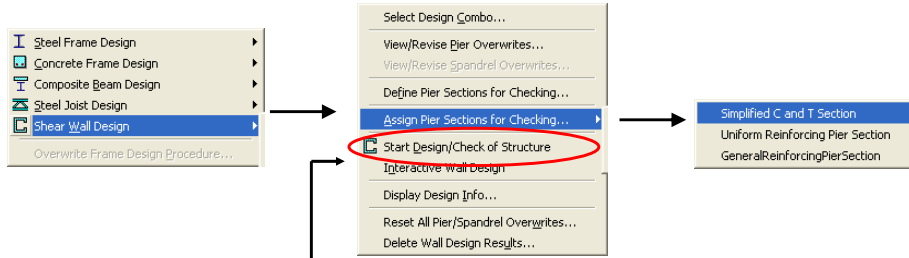 Steel Frame Design
Concrete Frame Design
Composite Beam Design
Steel Joist Design
Shear Wall Design
Overwrite Frame Design Procedure...
Select Design Combo...
View/Revise Pier Overwrites...
View/Revise Spandrel Overwrites...
Define Pier Sections for Checking...
Assign Pier Sections for Checking...
Start Design/Check of Structure
Interactive Wall Design
Display Design Info...
Reset All Pier/Spandrel Overwrites...
Delete Wall Design Results...
Simplified C and T Section
Uniform Reinforcing Pier Section
GeneralReinforcingPierSection